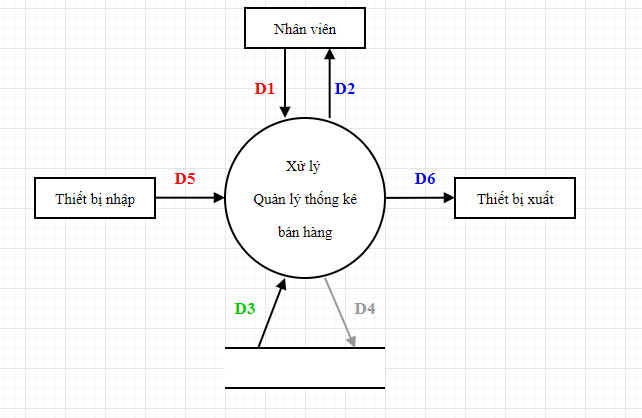 Nhân viên
D1
D2
Xử lý
Quản lý thống kê
bán hàng
Thiết bị nhập
D5
D6
Thiết bị xuất
D3
D4